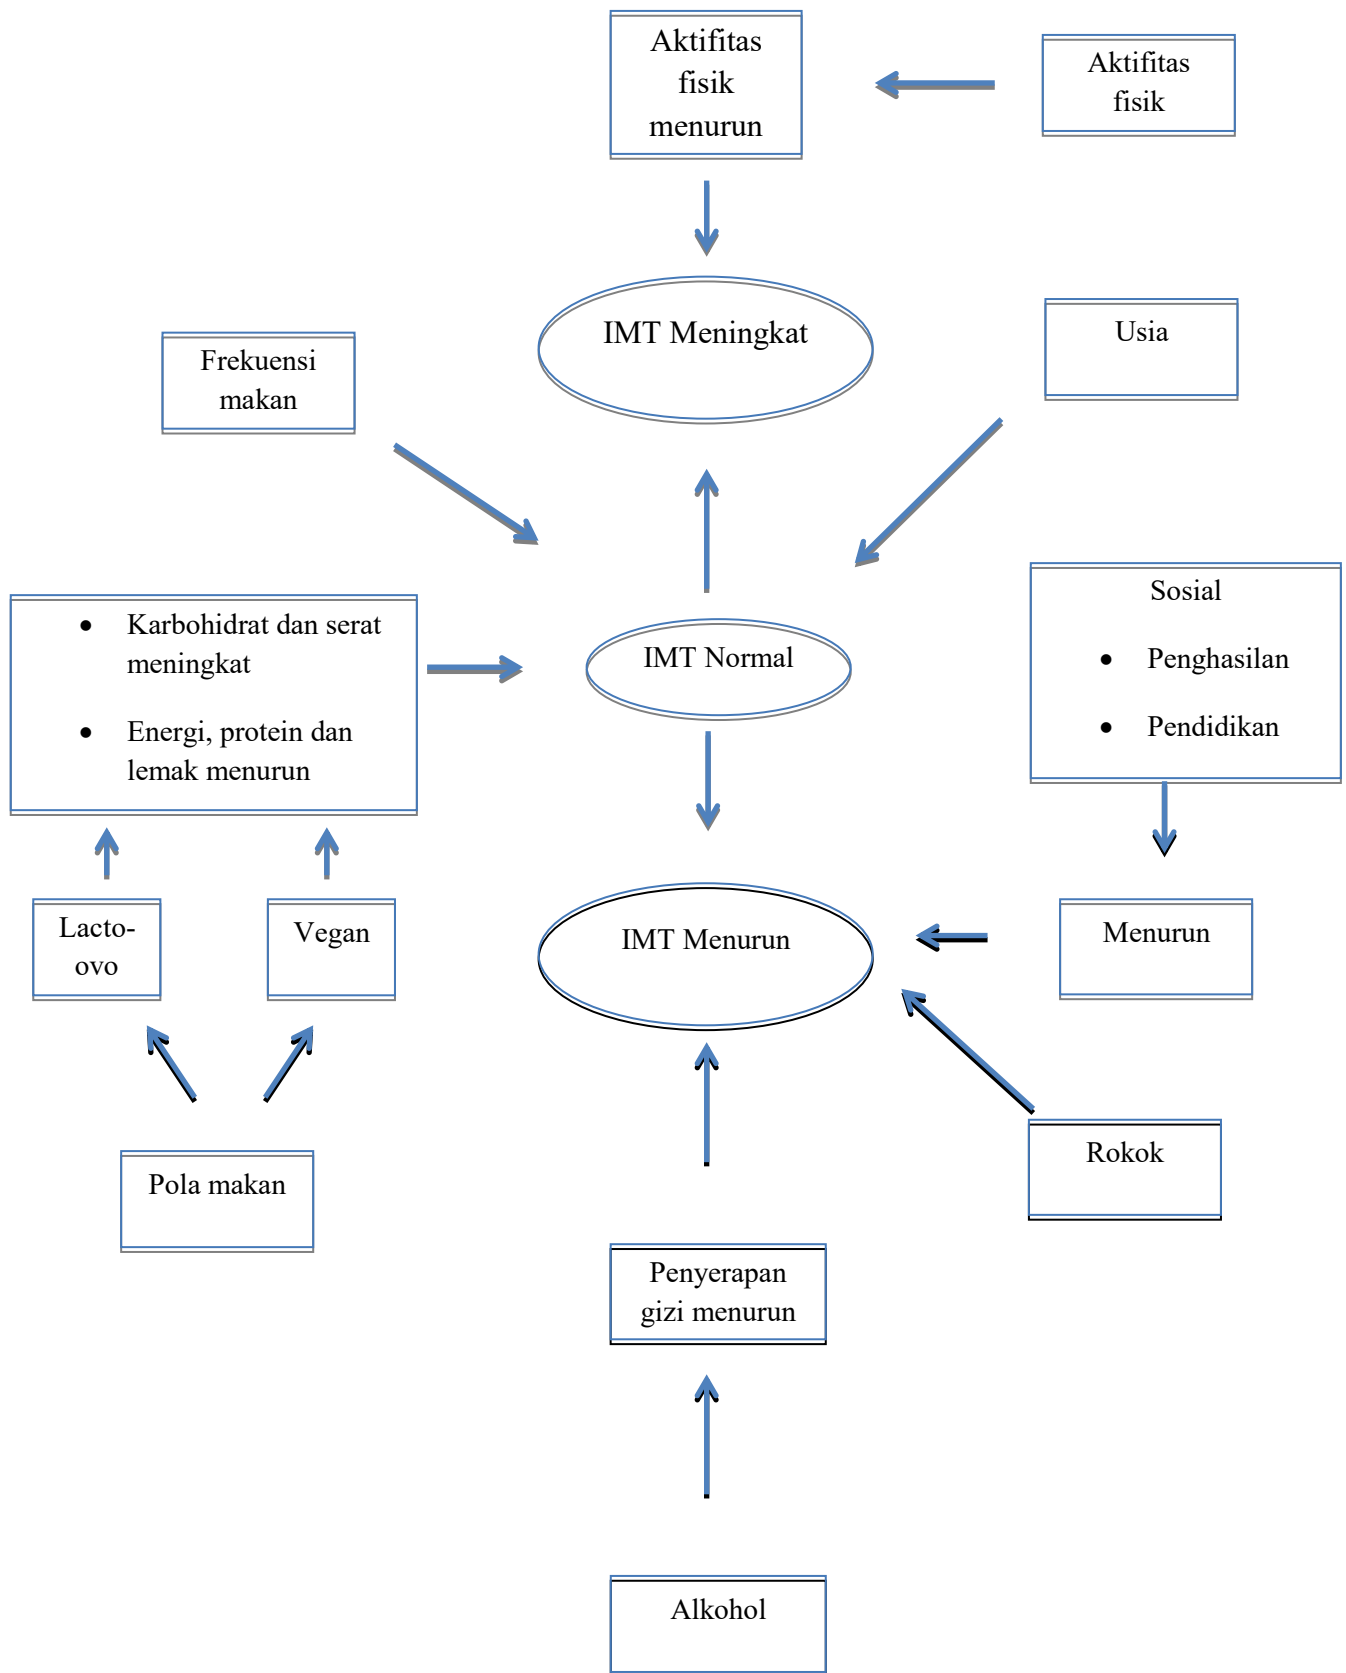 Aktifitas
fisik
menurun
Aktifitas
fisik
IMT Meningkat
Usia
Frekuensi
makan
Sosial
• Penghasilan
• Pendidikan
• Karbohidrat dan serat
meningkat
• Energi, protein dan
lemak menurun
IMT Normal
Lacto-
ovo
Vegan
IMT Menurun
Menurun
Pola makan
Rokok
Penyerapan
gizi menurun
Alkohol